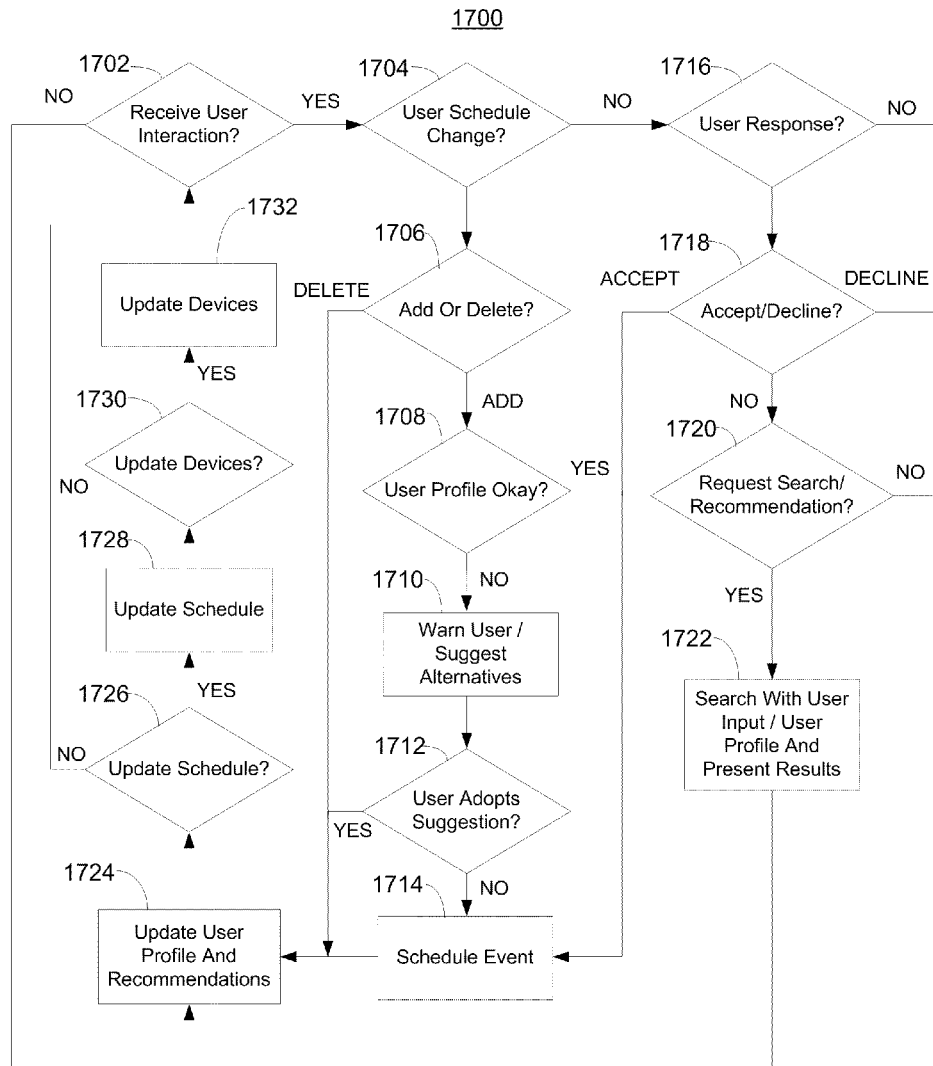 1700
1702
1704
1716
NO
YES
NO
NO
Receive User
Interaction?
User Schedule
Change?
User Response?
1732
1706
1718
DELETE
ACCEPT
DECLINE
Update Devices
Add Or Delete?
Accept/Decline?
YES
1730
ADD
NO
1708
1720
YES
Update Devices?
NO
User Profile Okay?
Request Search/
Recommendation?
NO
1728
NO
1710
YES
Update Schedule
Warn User /
Suggest
Alternatives
1722
YES
1726
Search With User
Input / User
Profile And
Present Results
1712
NO
Update Schedule?
User Adopts
Suggestion?
YES
1724
1714
NO
Update User
Profile And
Recommendations
Schedule Event